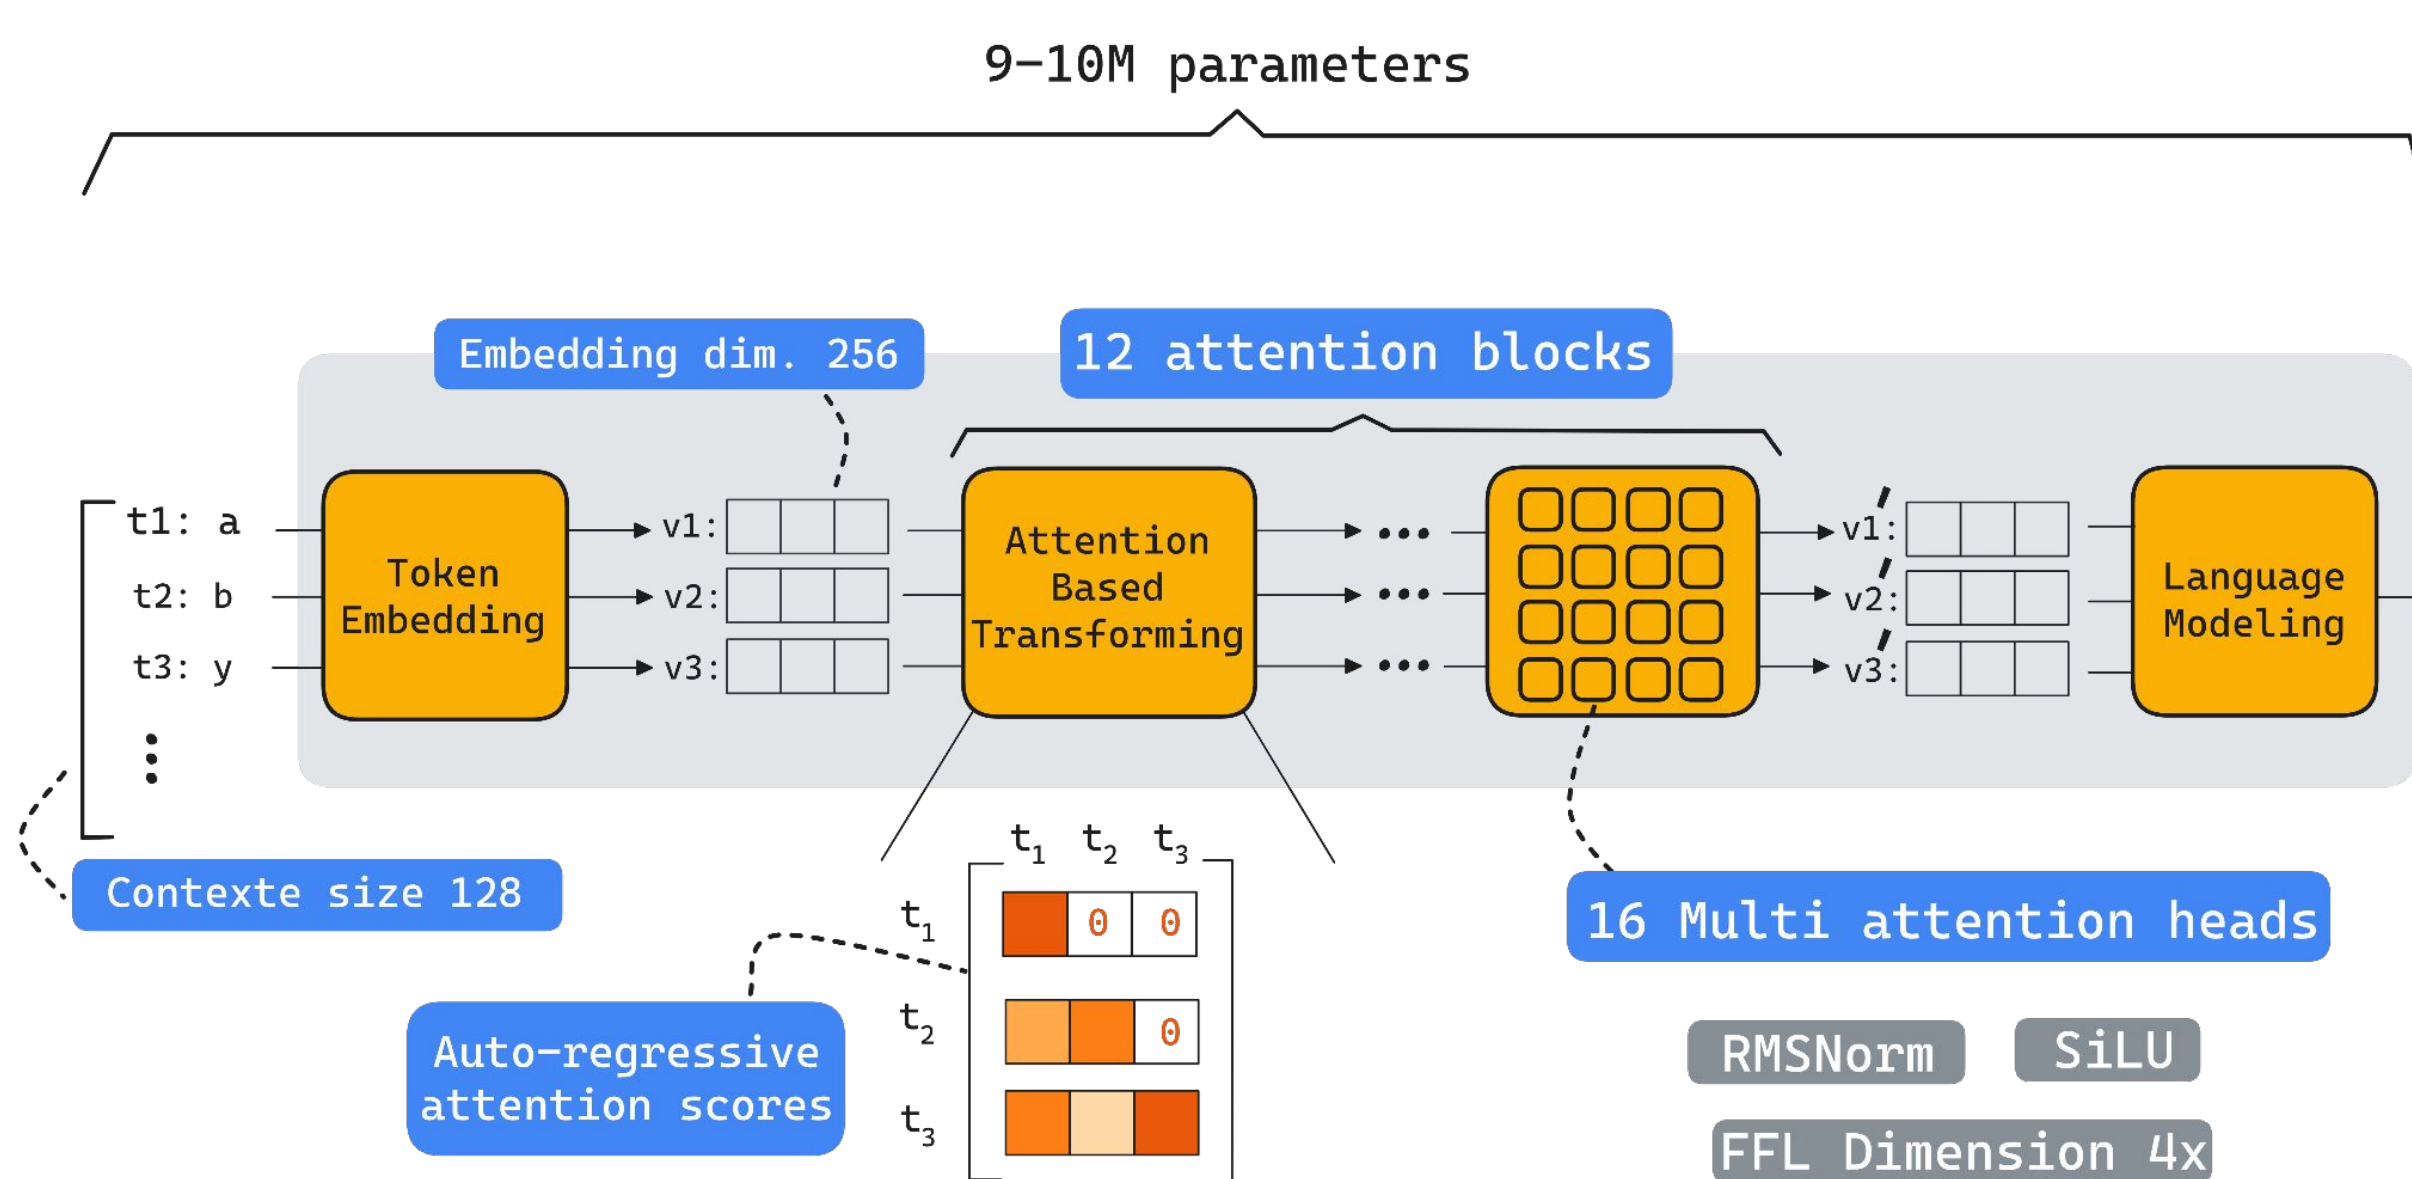 9-10M parameters
Embedding dim. 256
12 attention blocks
t1: a
t2: b
t3: y
Token
Embedding
v1:
v2:
v3:
Attention
Based
Transforming
v1:
v2:
v3:
Language
Modeling
Contexte size 128
t1 t2 t3
t1 0 0
t2 0
t3
Auto-regressive
attention scores
16 Multi attention heads
RMSNorm
SiLU
FFL Dimension 4x